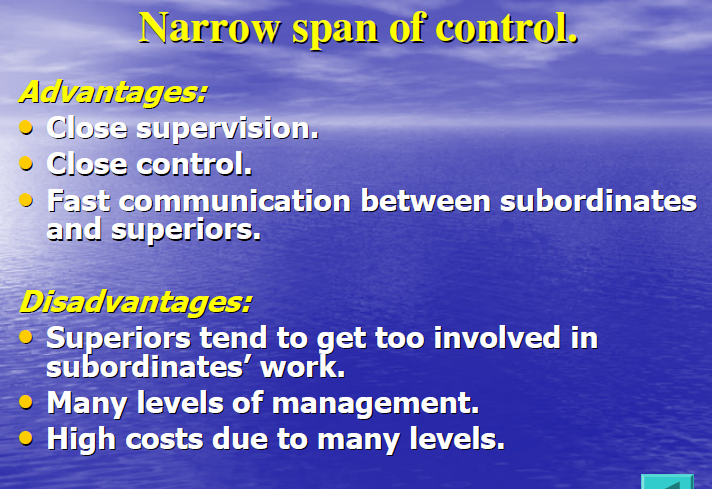 Narrow span of control.
Advantages:
• Close supervision.
• Close control.
• Fast communication between subordinates
and superiors.
Disadvantages:
• Superiors tend to get too involved in
subordinates’ work.
• Many levels of management.
• High costs due to many levels.